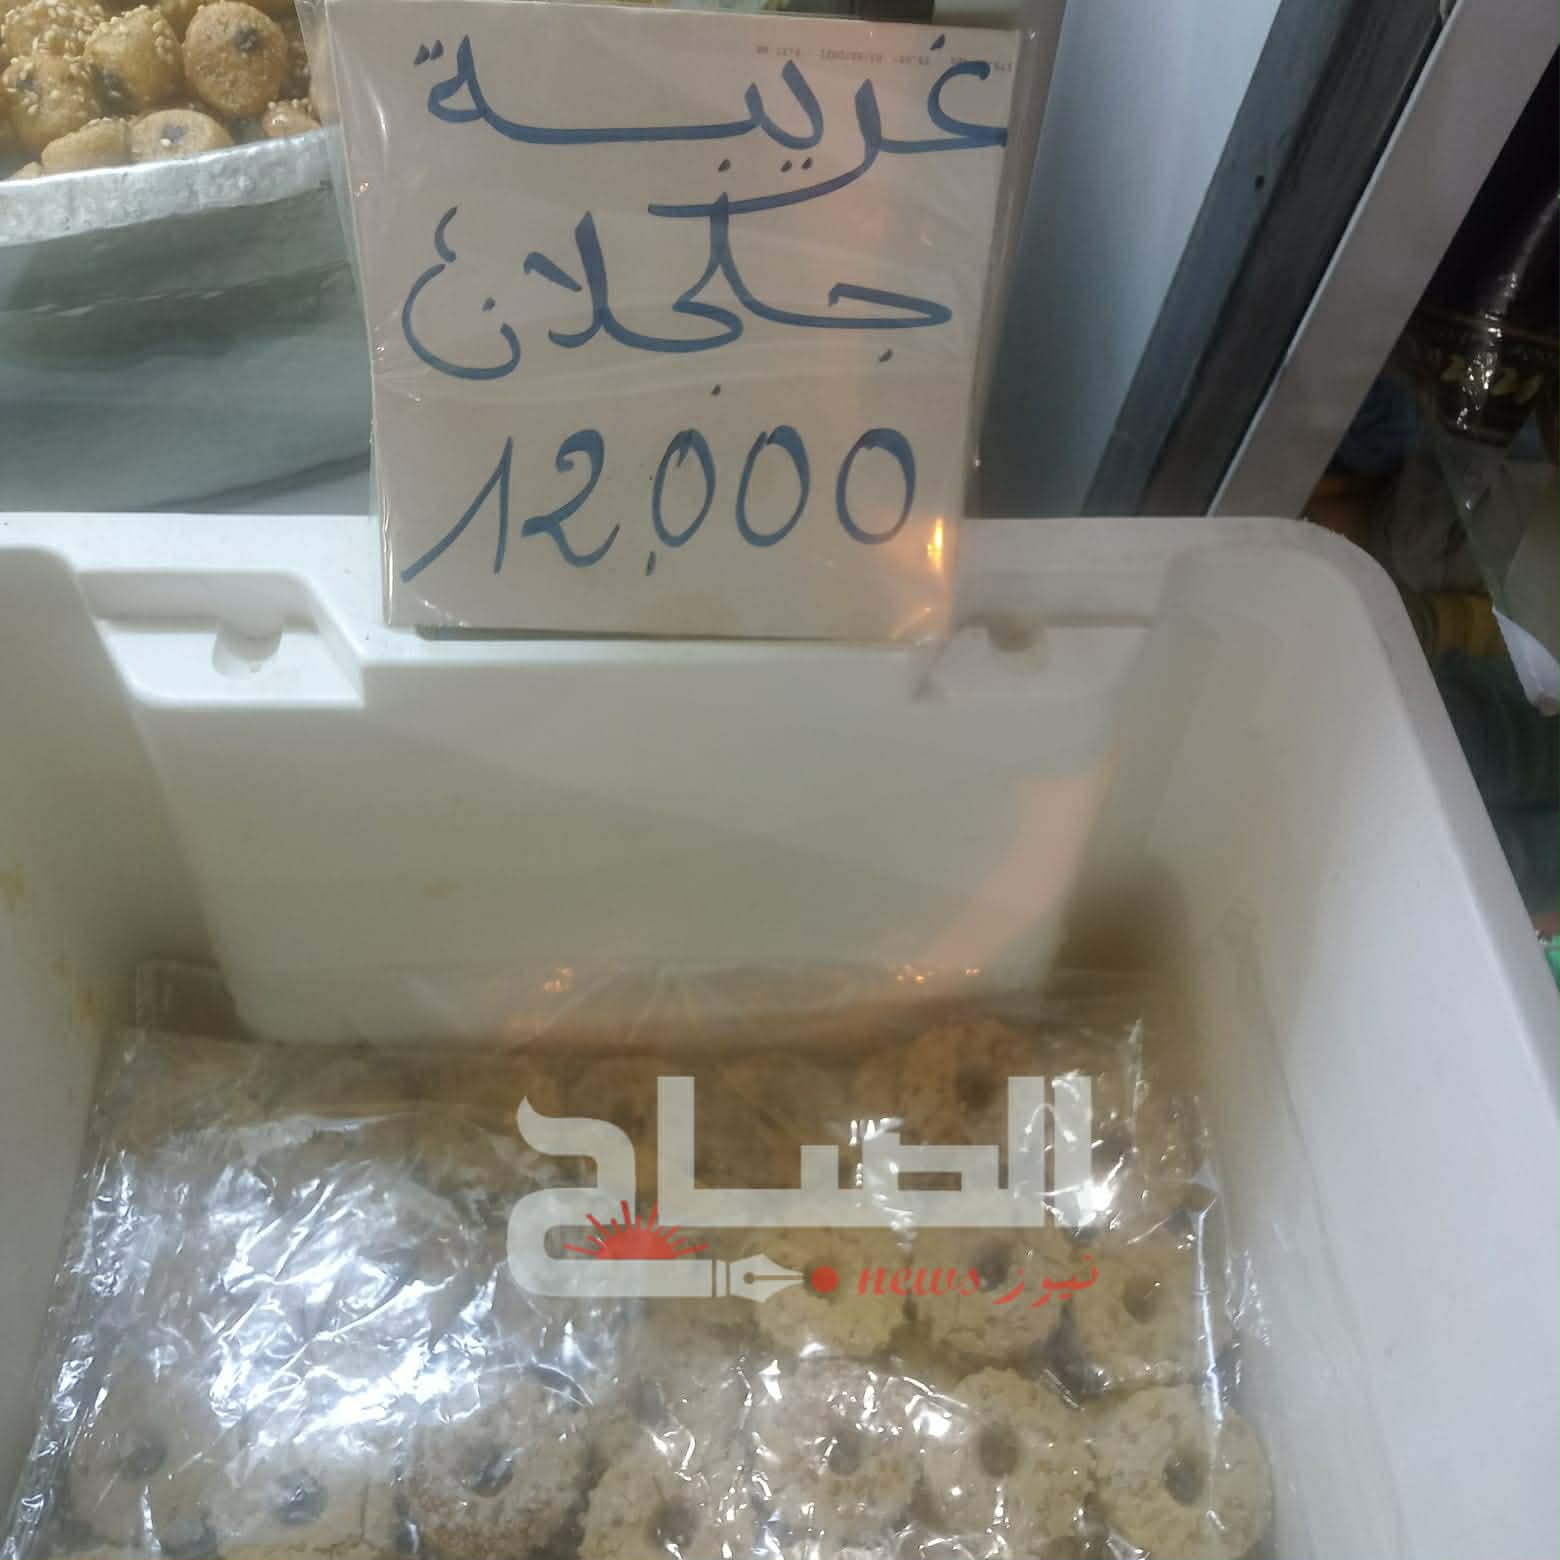 غريبة
جلجلان
12,000
الصباح
نيوز news